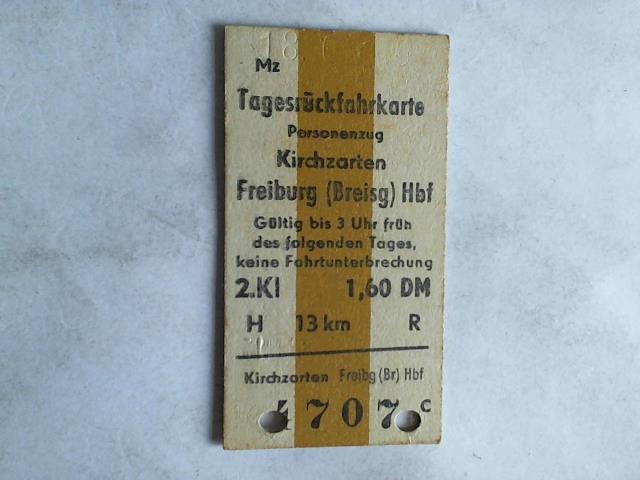 18
Mz
Tagesrückfahrkarte
Personenzug
Kirchzarten
Freiburg (Breisg) Hbf
Gültig bis 3 Uhr früh
des folgenden Tages,
keine Fahrtunterbrechung
2.Kl 1,60 DM
H 13 km R
Kirchzarten Freibg (Br) Hbf
4707 c